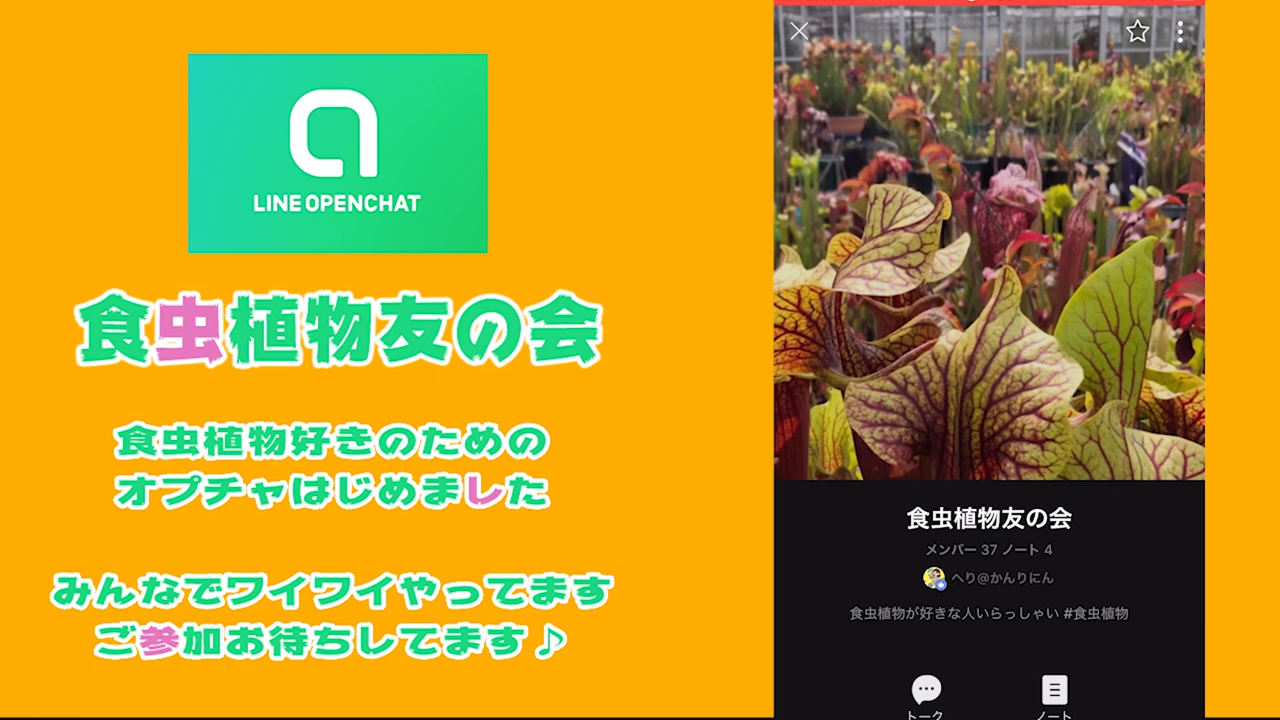 LINE OPENCHAT
食虫植物友の会
食虫植物好きのための
オプチャはじめました
みんなでワイワイやってます
ご参加お待ちしてます♪
食虫植物友の会
メンバー 37 ノート 4
へり@かんりにん
食虫植物が好きな人いらっしゃい #食虫植物
トーク
ノート